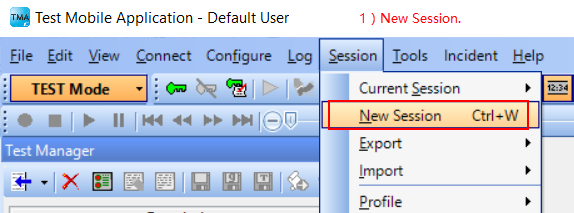 TMA Test Mobile Application - Default User 1 ) New Session.
File Edit View Connect Configure Log Session Tools Incident Help
TEST Mode Current Session 12:34
New Session Ctrl+W
Export
Test Manager
Import
Profile